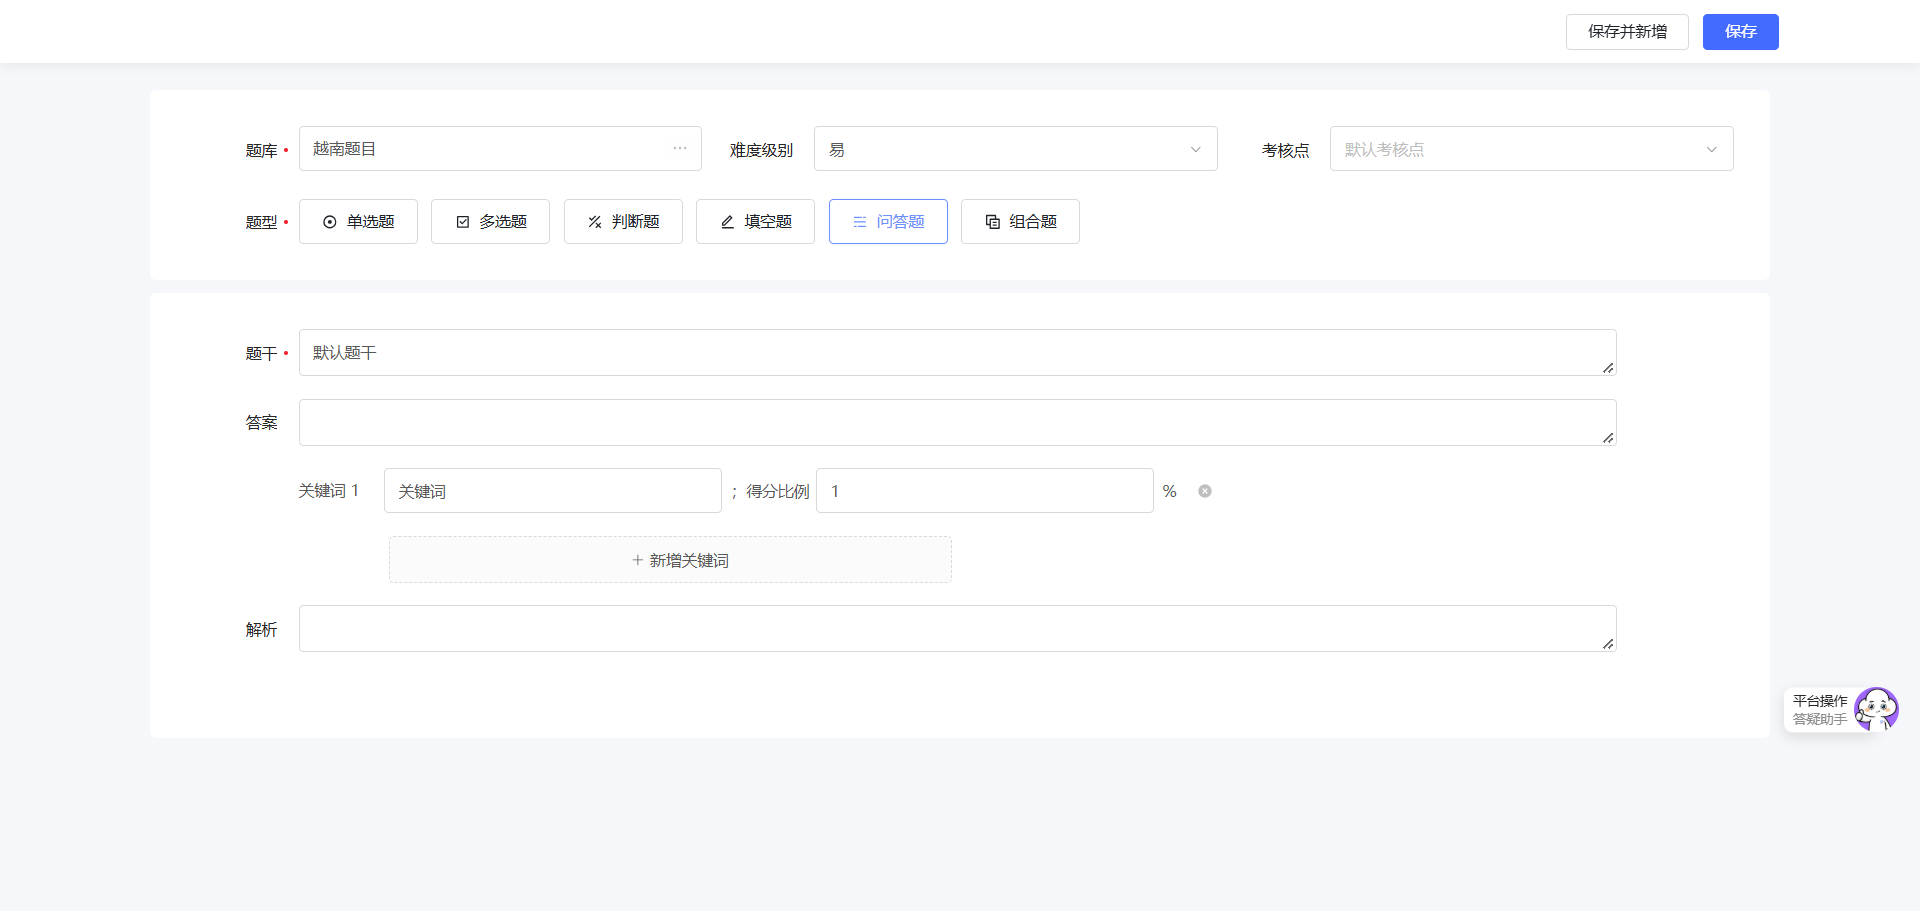 保存并新增 保存
题库 越南题目 ··· 难度级别 易 考核点 默认考核点
题型 单选题 多选题 判断题 填空题 问答题 组合题
题干 默认题干
答案
关键词 1 关键词 ；得分比例 1 %
+ 新增关键词
解析
平台操作
答疑助手